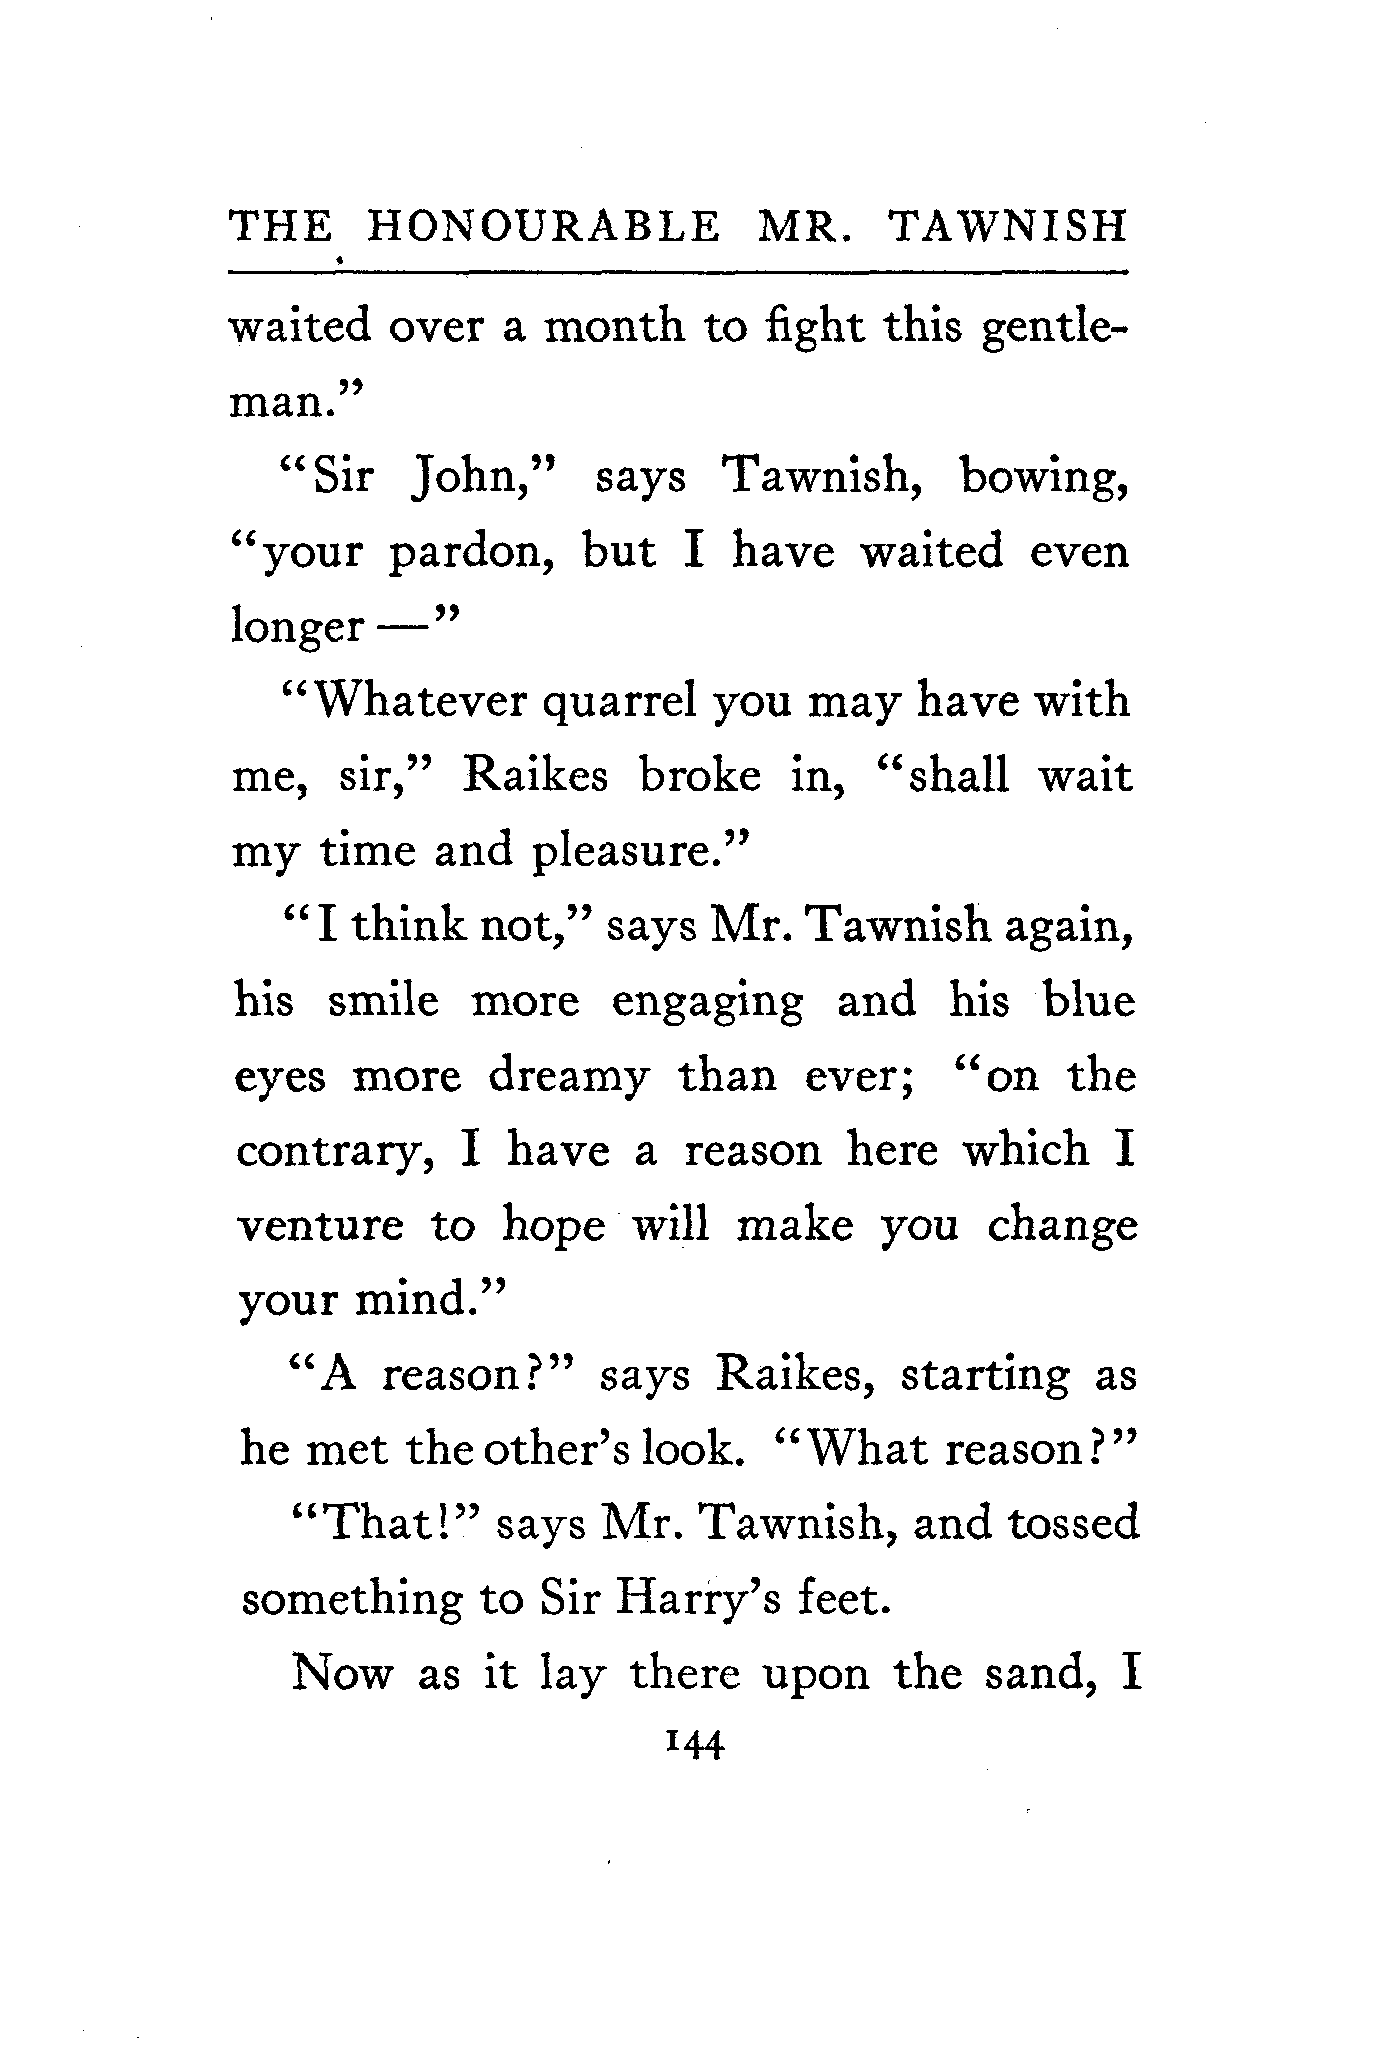 THE HONOURABLE MR. TAWNISH
waited over a month to fight this gentle-
man.”
“Sir John,” says Tawnish, bowing,
“your pardon, but I have waited even
longer —”
“Whatever quarrel you may have with
me, sir,” Raikes broke in, “shall wait
my time and pleasure.”
“I think not,” says Mr. Tawnish again,
his smile more engaging and his blue
eyes more dreamy than ever; “on the
contrary, I have a reason here which I
venture to hope will make you change
your mind.”
“A reason?” says Raikes, starting as
he met the other’s look. “What reason?”
“That!” says Mr. Tawnish, and tossed
something to Sir Harry’s feet.
Now as it lay there upon the sand, I
144